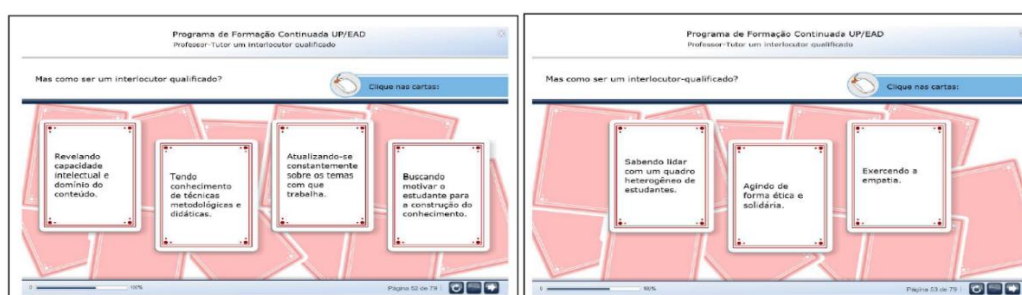 Programa de Formação Continuada UP/EAD
Professor-Tutor um interlocutor qualificado
Mas como ser um interlocutor qualificado?
Clique nas cartas:
Revelando
capacidade
intelectual e
domínio do
conteúdo.
Tendo
conhecimento
de técnicas
metodológicas e
didáticas.
Atualizando-se
constantemente
sobre os temas
com que
trabalha.
Buscando
motivar o
estudante para
a construção do
conhecimento.
0
100%
Página 52 de 79
Programa de Formação Continuada UP/EAD
Professor-Tutor um interlocutor qualificado
Mas como ser um interlocutor-qualificado?
Clique nas cartas:
Sabendo lidar
com um quadro
heterogêneo de
estudantes.
Agindo de
forma ética e
solidária.
Exercendo a
empatia.
0
100%
Página 53 de 79